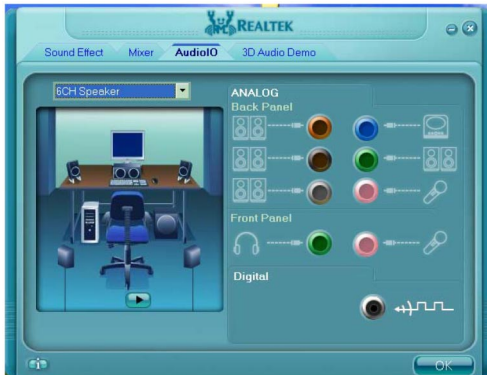 REALTEK
Sound Effect Mixer AudioIO 3D Audio Demo
6CH Speaker
ANALOG
Back Panel
Front Panel
Digital
OK